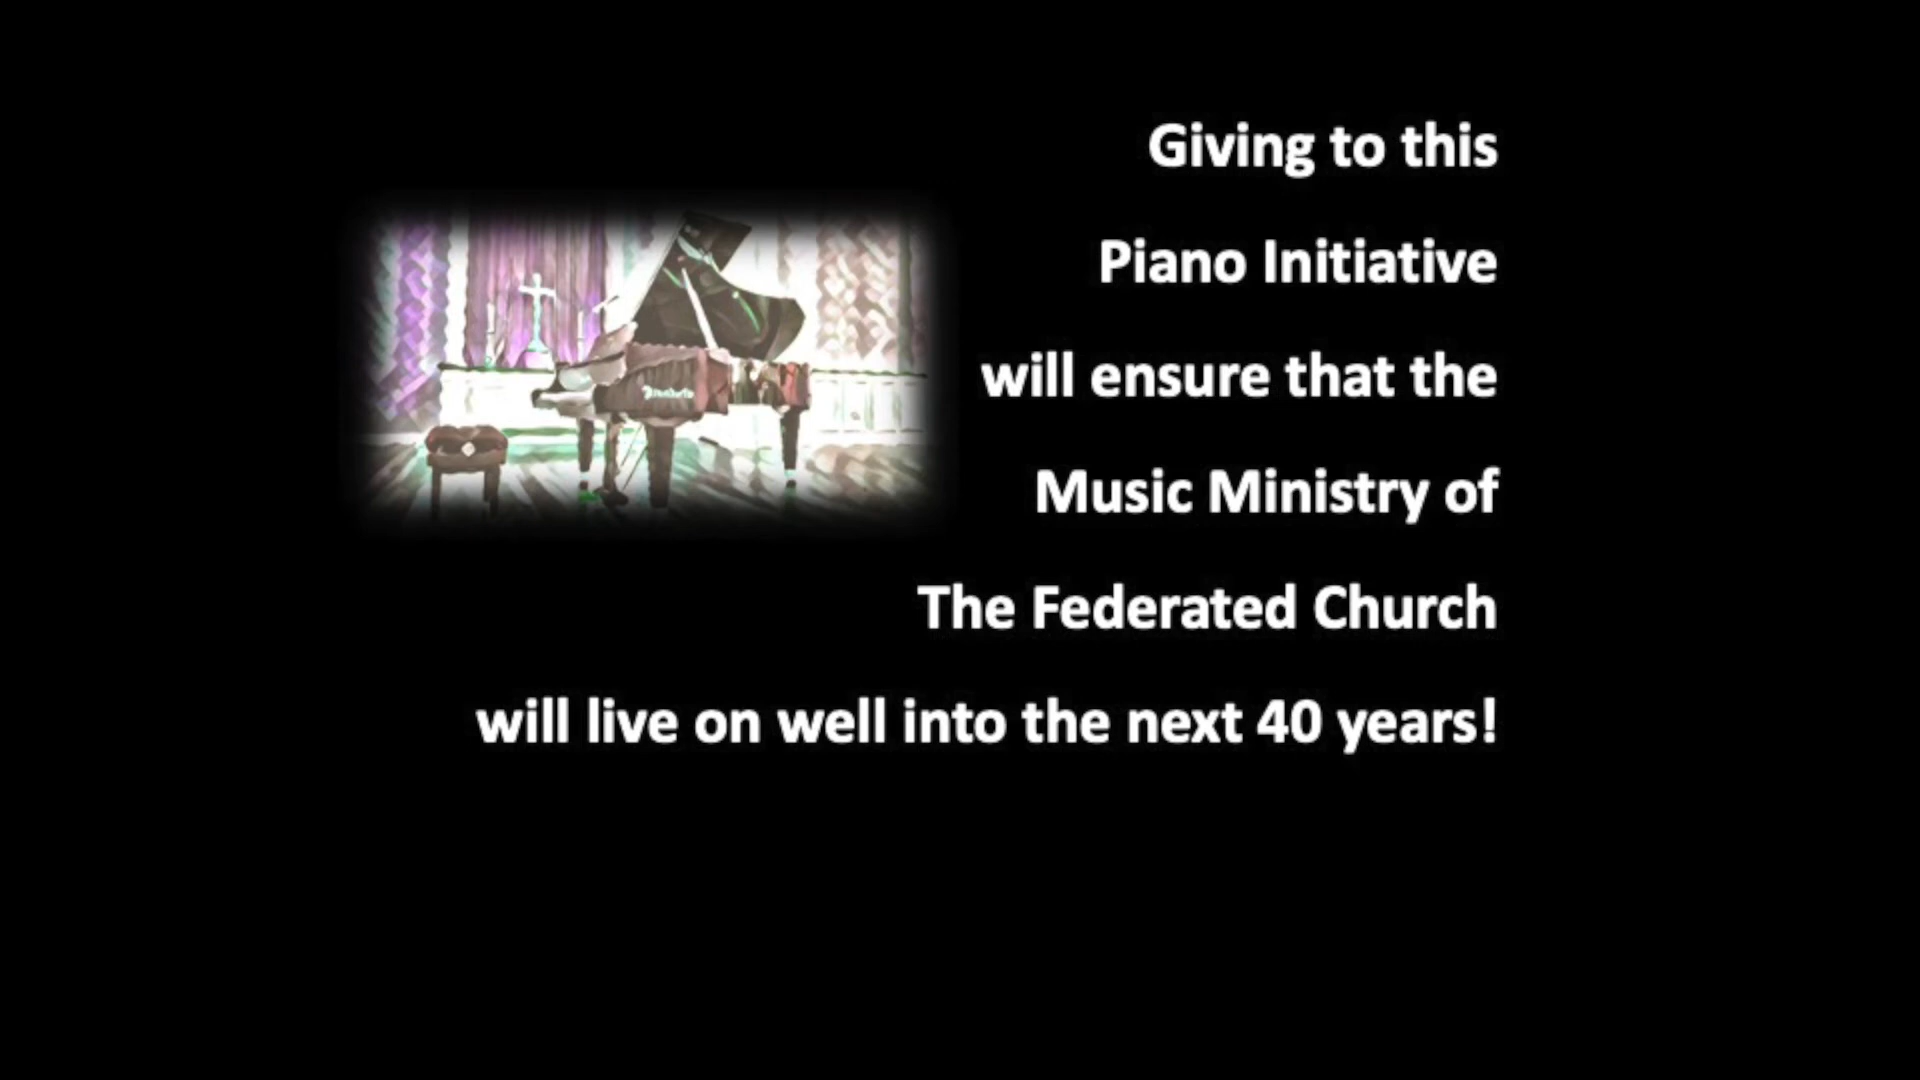 Giving to this
Piano Initiative
will ensure that the
Music Ministry of
The Federated Church
will live on well into the next 40 years!